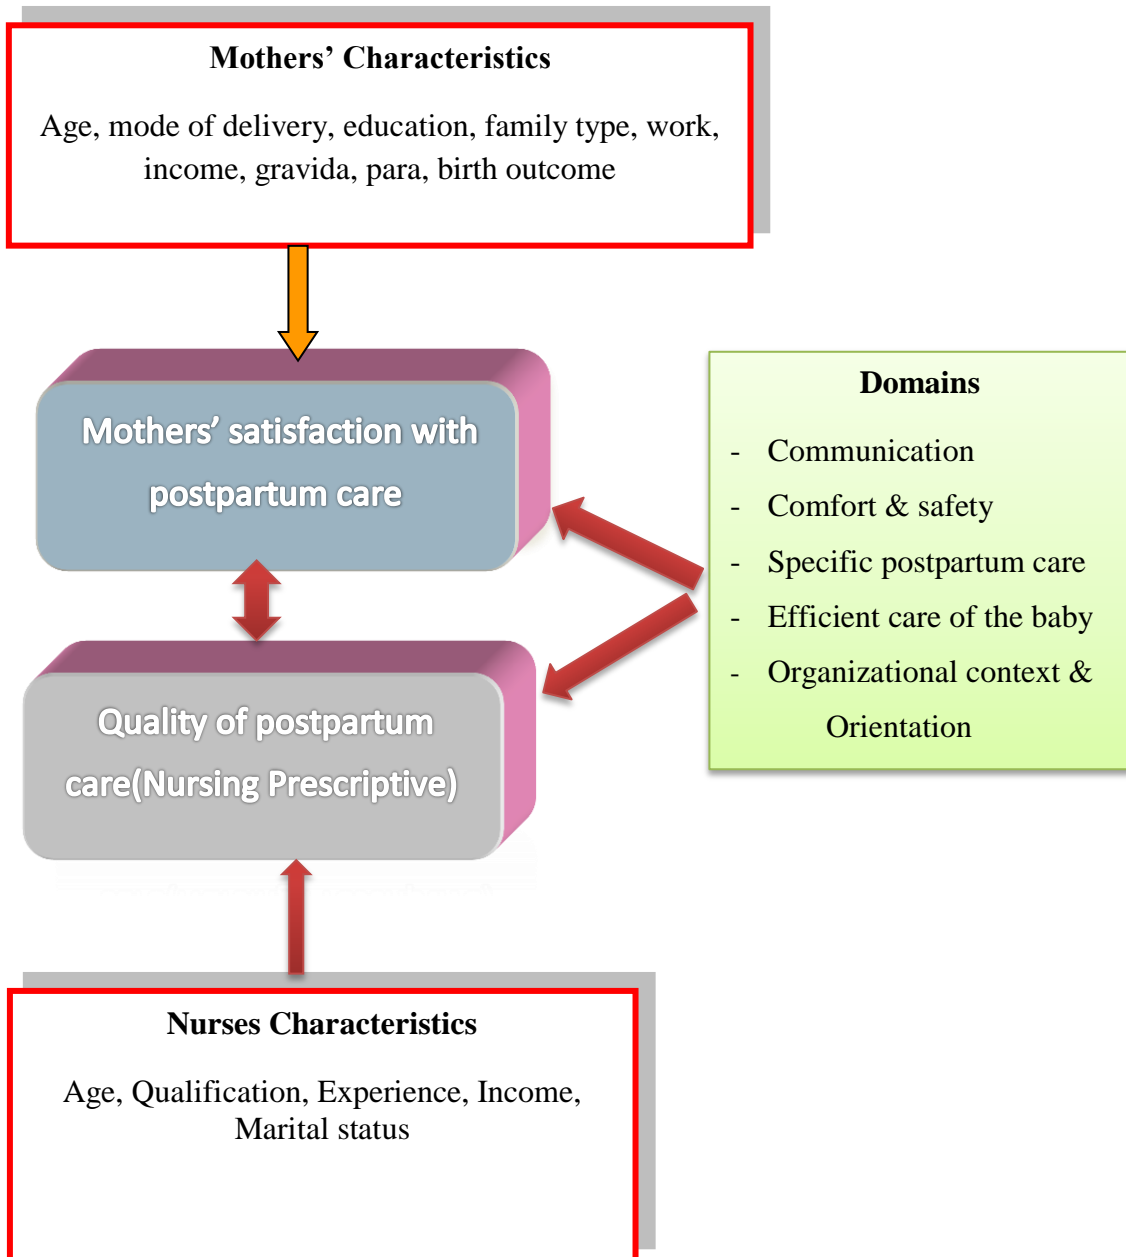 Mothers’ Characteristics
Age, mode of delivery, education, family type, work,
income, gravida, para, birth outcome
Mothers’ satisfaction with
postpartum care
Domains
- Communication
- Comfort & safety
- Specific postpartum care
- Efficient care of the baby
- Organizational context &
Orientation
Quality of postpartum
care(Nursing Prescriptive)
Nurses Characteristics
Age, Qualification, Experience, Income,
Marital status